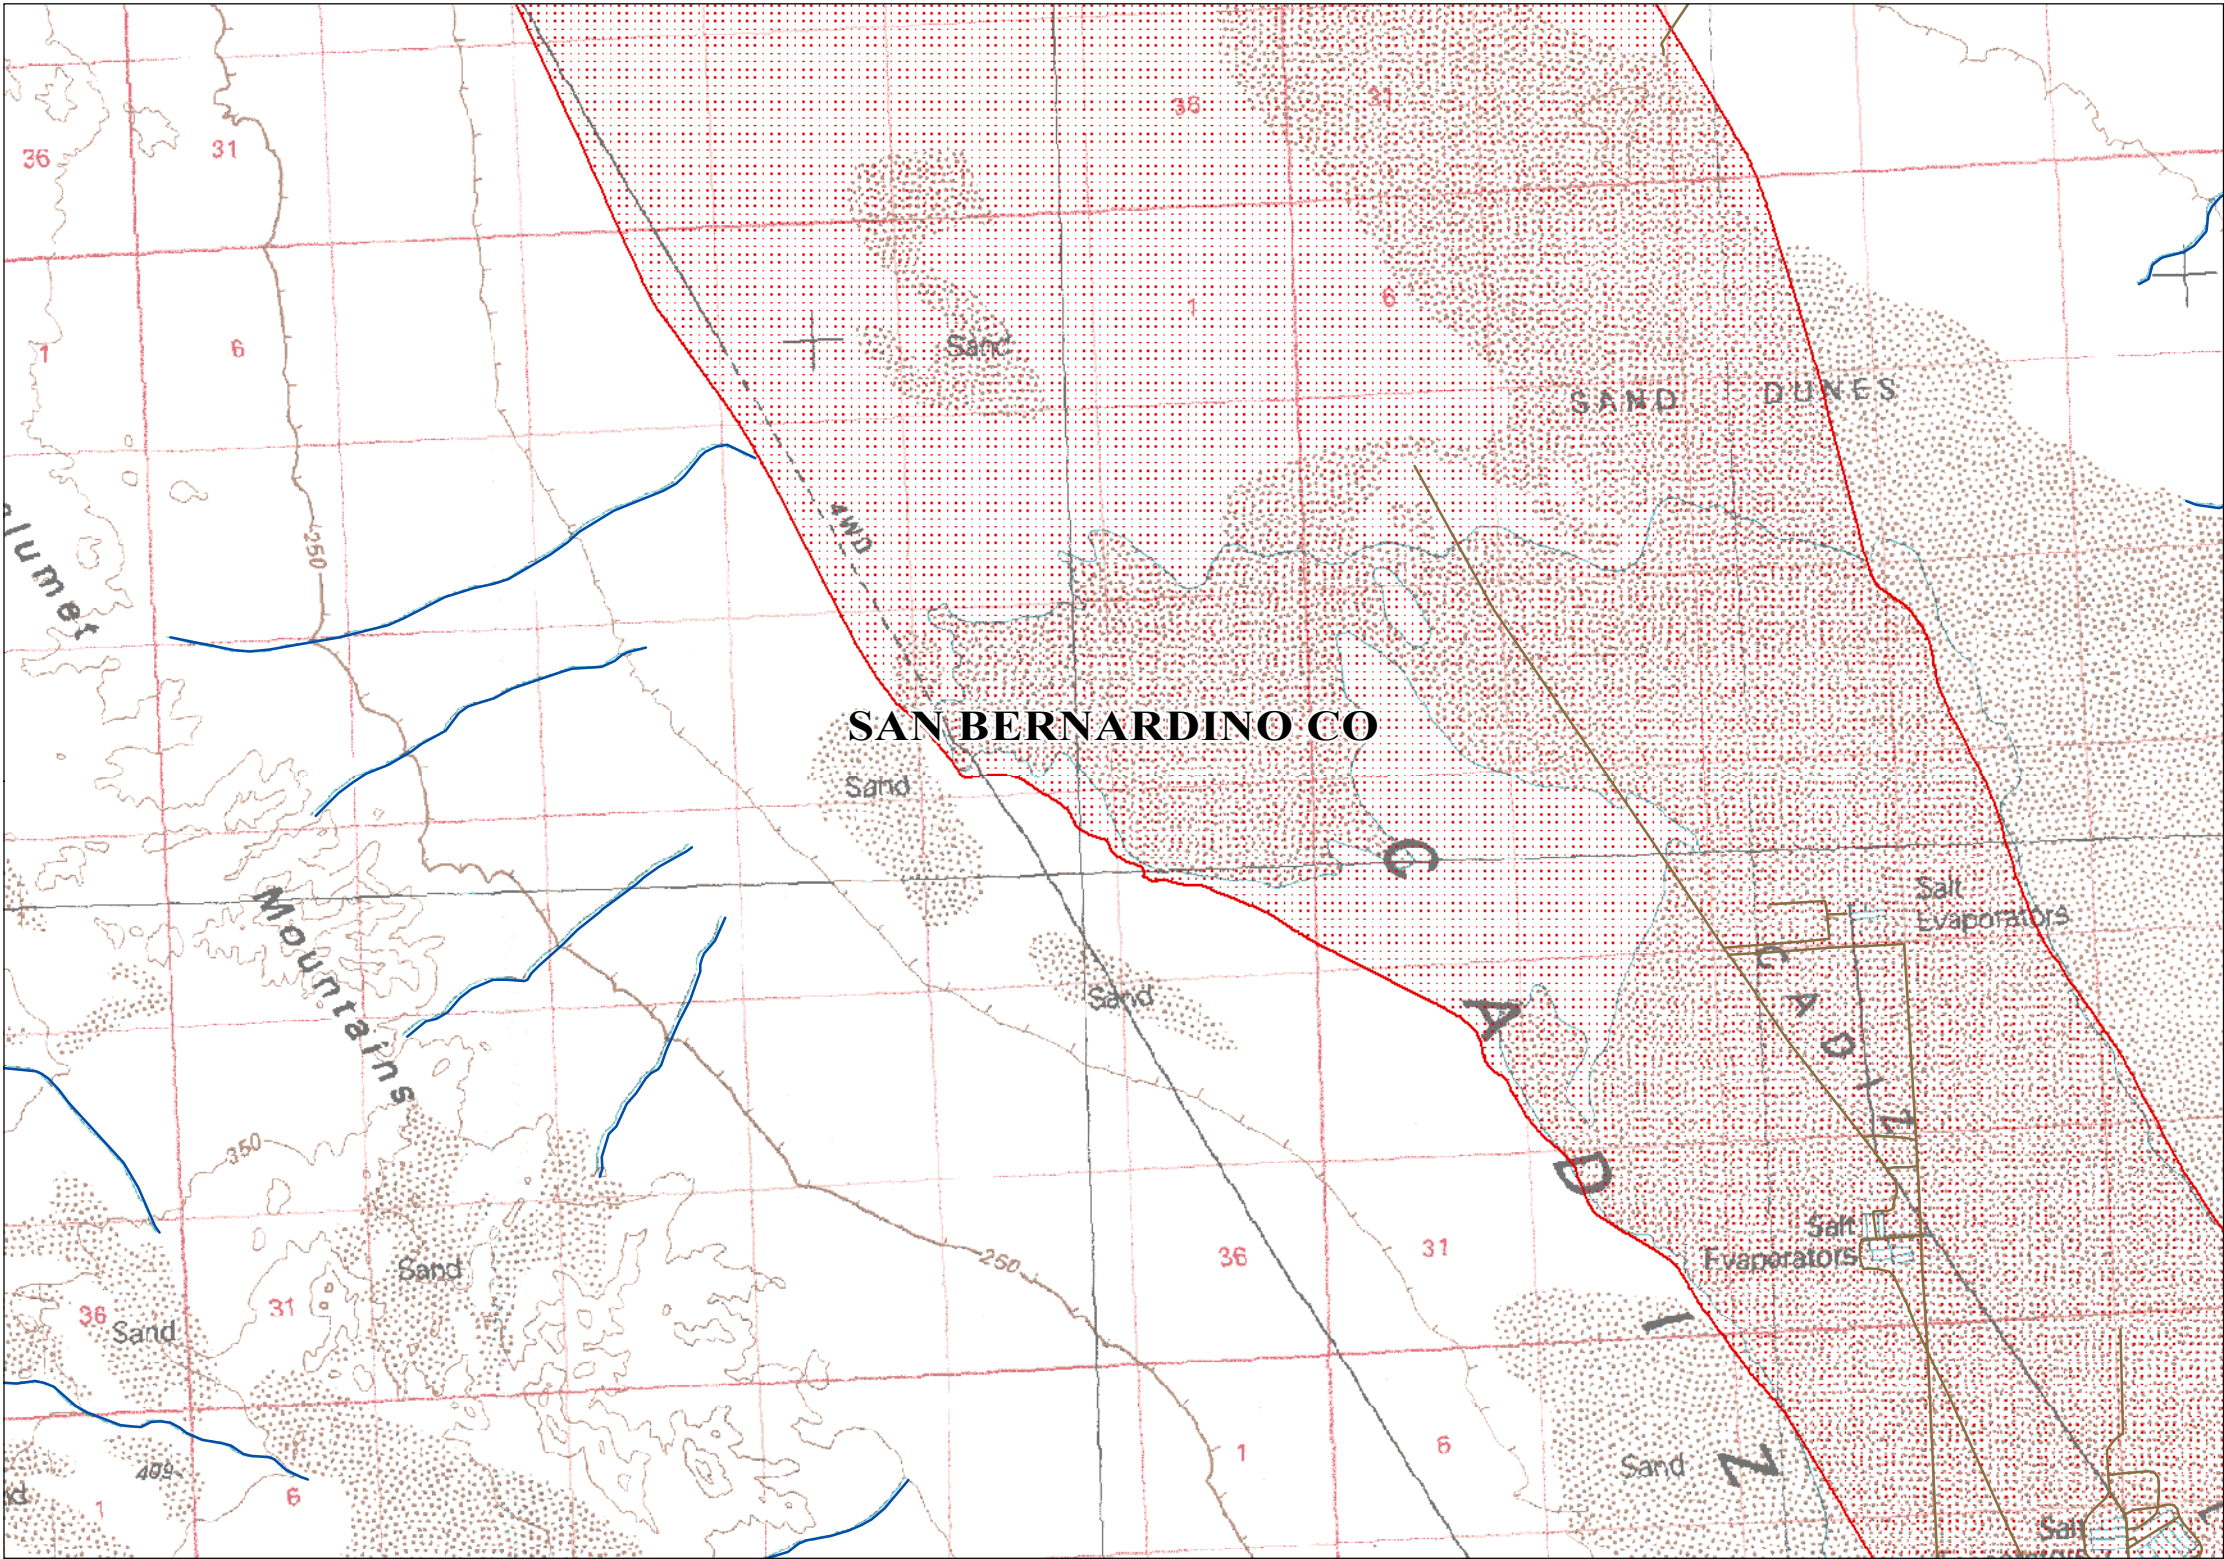 36
31
36
31
1
6
1
6
Sand
SAND DUNES
4WD
250
alumet
SAN BERNARDINO CO
Sand
C
Salt
Evaporators
Mountains
Sand
A
CADIZ
350
D
Salt
Evaporators
36
31
250
Sand
36
Sand
31
I
1
6
Sand
Z
409
1
6
Salt